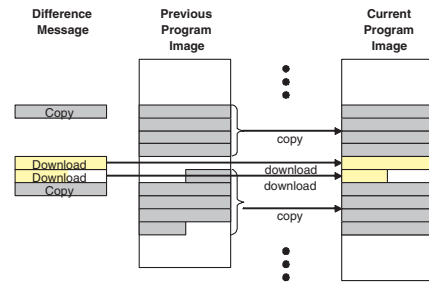 Difference
Message
Previous
Program
Image
Current
Program
Image
Copy
copy
Download
download
Download
download
Copy
copy